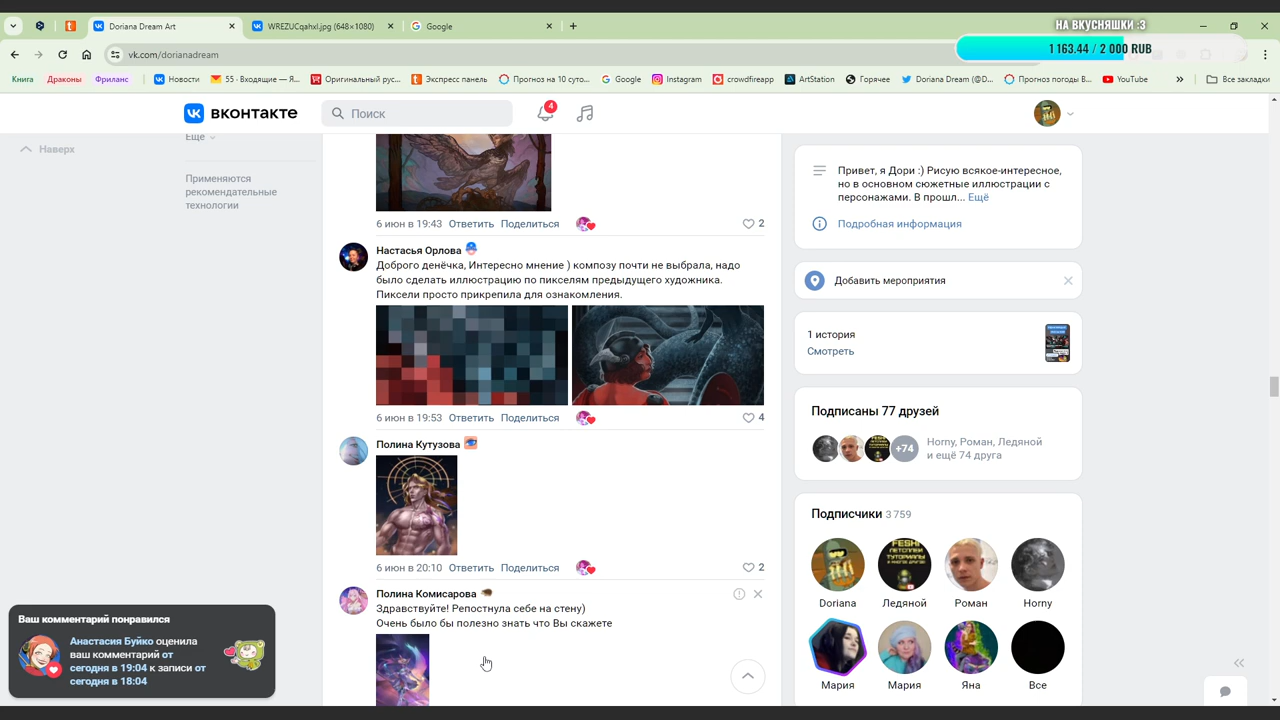 НА ВКУСНЯШКИ :3
1 163.44 / 2 000 RUB
Doriana Dream Art
WREZUCqahxI.jpg (648×1080)
Google
vk.com/dorianadream
Книга
Драконы
Фриланс
Новости
55 · Входящие — Я...
Оригинальный рус...
Экспресс панель
Прогноз на 10 суто...
Google
Instagram
crowdfireapp
ArtStation
Горячее
Doriana Dream (@D...
Прогноз погоды В...
YouTube
Все закладки
вконтакте
Поиск
4
Наверх
Ещё
Применяются
рекомендательные
технологии
6 июн в 19:43 Ответить Поделиться
2
Настасья Орлова
Доброго денёчка, Интересно мнение ) композу почти не выбрала, надо
было сделать иллюстрацию по пикселям предыдущего художника.
Пиксели просто прикрепила для ознакомления.
6 июн в 19:53 Ответить Поделиться
4
Полина Кутузова
6 июн в 20:10 Ответить Поделиться
2
Полина Комисарова
Здравствуйте! Репостнула себе на стену)
Очень было бы полезно знать что Вы скажете
Привет, я Дори :) Рисую всякое-интересное,
но в основном сюжетные иллюстрации с
персонажами. В прошл... Ещё
Подробная информация
Добавить мероприятия
1 история
Смотреть
Подписаны 77 друзей
+74
Horny, Роман, Ледяной
и ещё 74 друга
Подписчики 3 759
FESHI
ЛЕТСПЛЕИ
ТУТОРИАЛЫ
Doriana
Ледяной
Роман
Horny
Мария
Мария
Яна
Все
Ваш комментарий понравился
Анастасия Буйко оценила
ваш комментарий от
сегодня в 19:04 к записи от
сегодня в 18:04